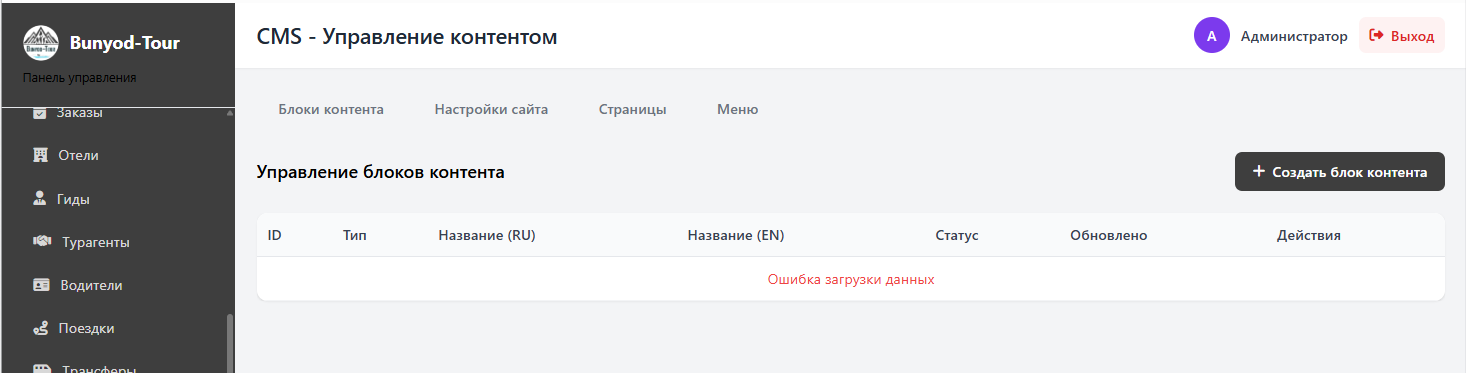 Bunyod-Tour
Панель управления
Заказы
Отели
Гиды
Турагенты
Водители
Поездки
Трансферы
CMS - Управление контентом
А Администратор Выход
Блоки контента Настройки сайта Страницы Меню
Управление блоков контента
+ Создать блок контента
ID Тип Название (RU) Название (EN) Статус Обновлено Действия
Ошибка загрузки данных